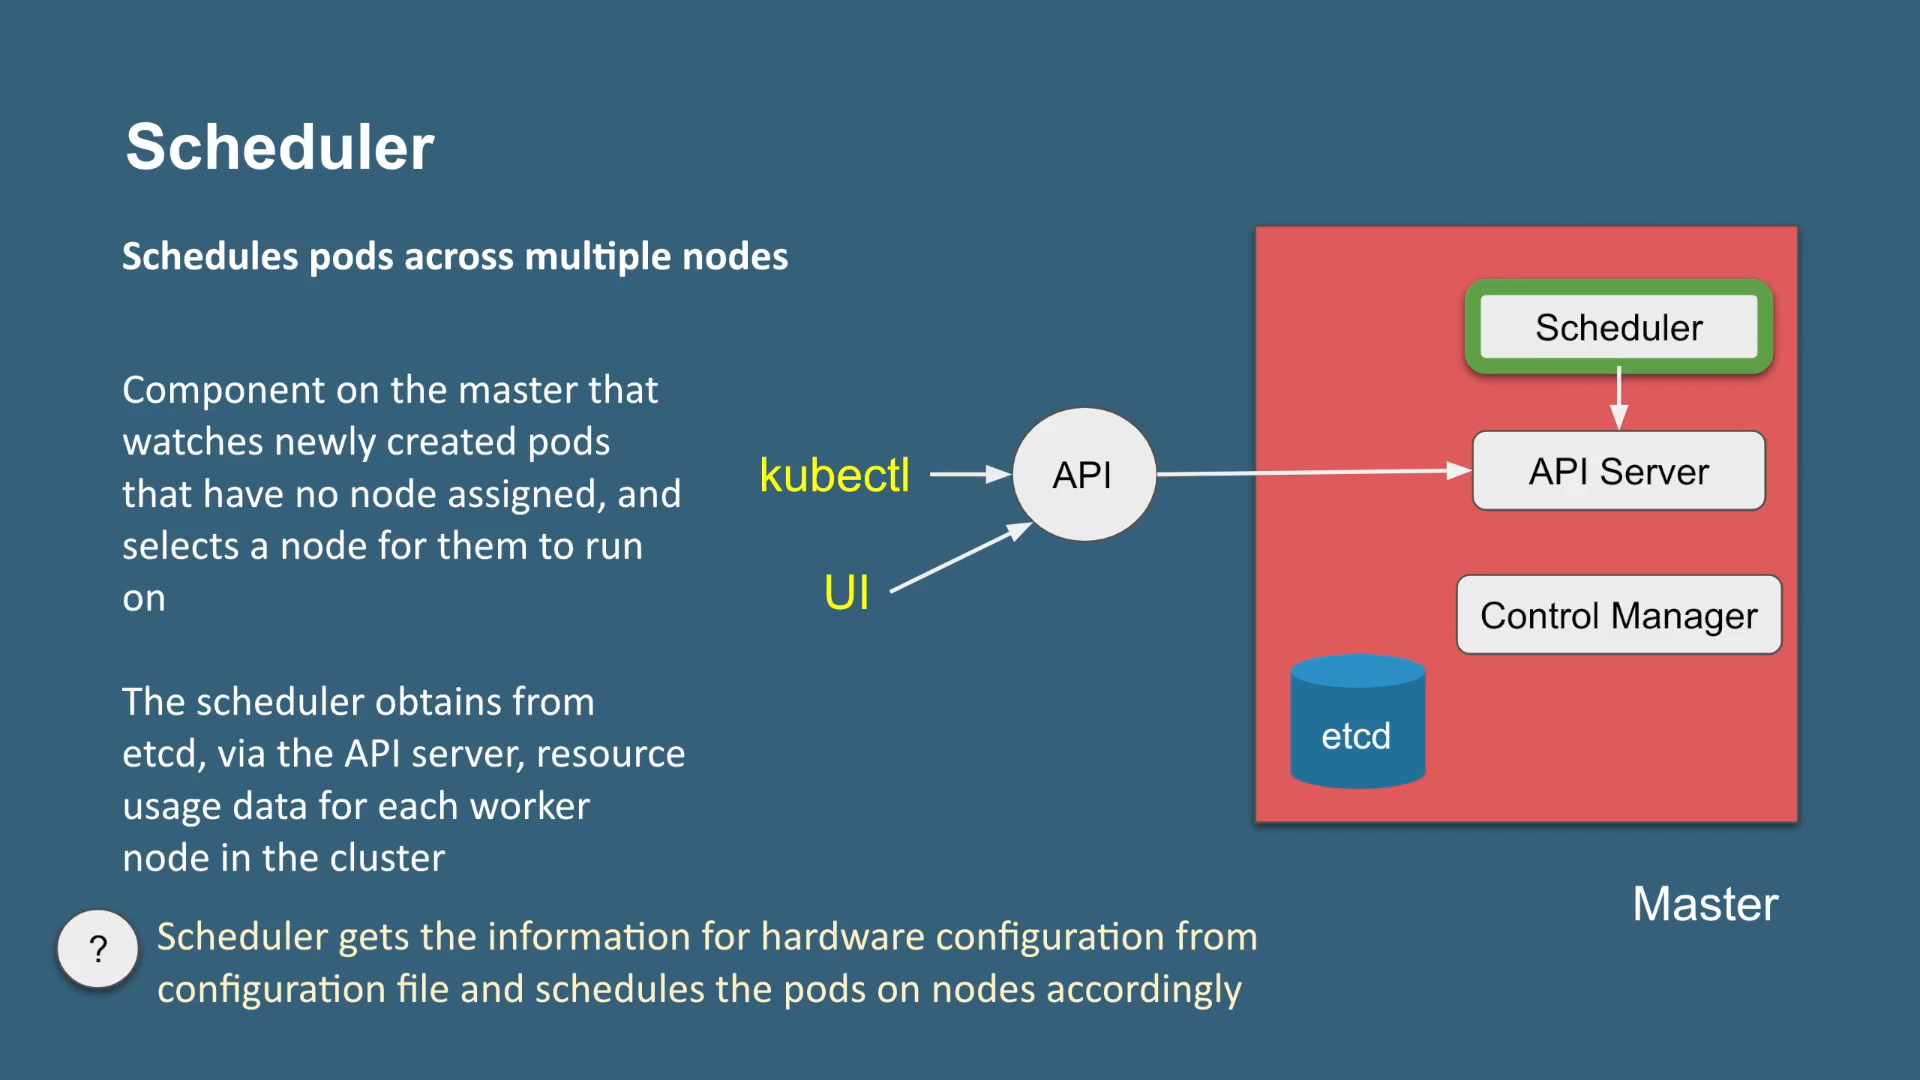 Scheduler
Schedules pods across multiple nodes
Component on the master that
watches newly created pods
that have no node assigned, and
selects a node for them to run
on
The scheduler obtains from
etcd, via the API server, resource
usage data for each worker
node in the cluster
?
Scheduler gets the information for hardware configuration from
configuration file and schedules the pods on nodes accordingly
kubectl
UI
API
Scheduler
API Server
Control Manager
etcd
Master